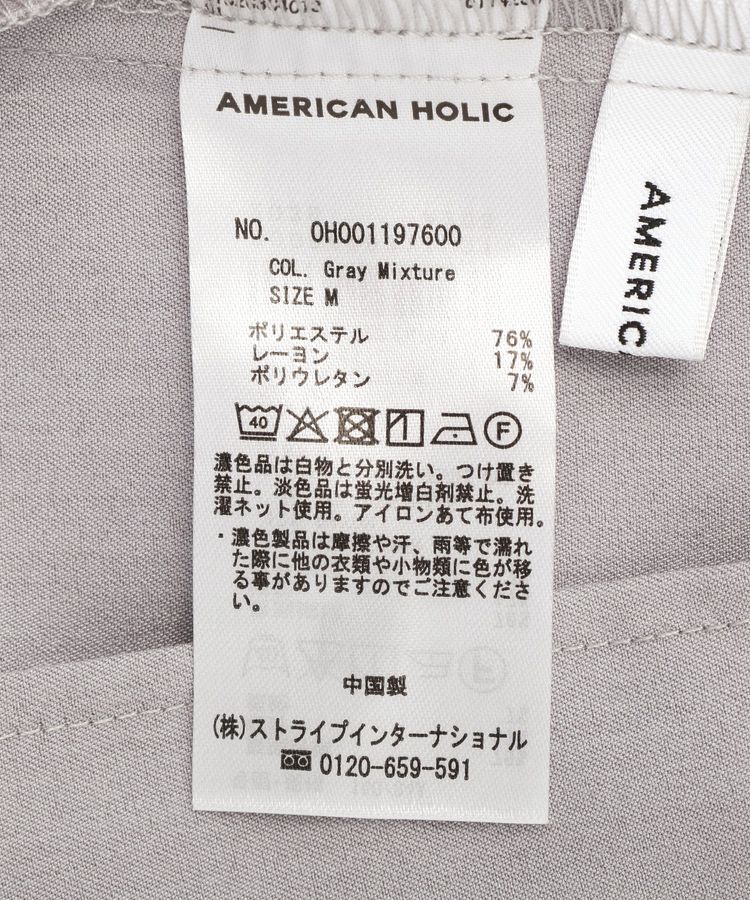 AMERICAN HOLIC
NO. 0H001197600
COL. Gray Mixture
SIZE M
ポリエステル 76%
レーヨン 17%
ポリウレタン 7%
40
F
濃色品は白物と分別洗い。つけ置き
禁止。淡色品は蛍光増白剤禁止。洗
濯ネット使用。アイロンあて布使用。
・濃色製品は摩擦や汗、雨等で濡れ
た際に他の衣類や小物類に色が移
る事がありますのでご注意くださ
い。
中国製
(株)ストライプインターナショナル
0120-659-591
AMERIC